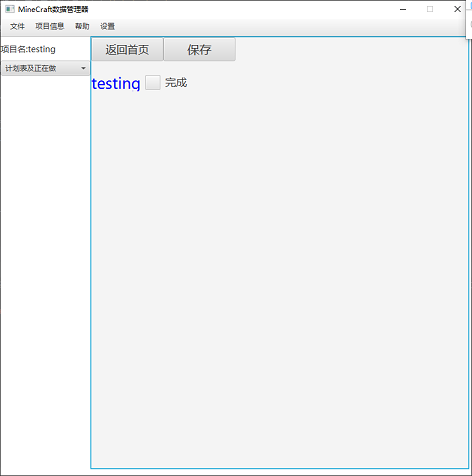 MineCraft数据管理器
文件 项目信息 帮助 设置
项目名:testing
计划表及正在做
返回首页 保存
testing 完成